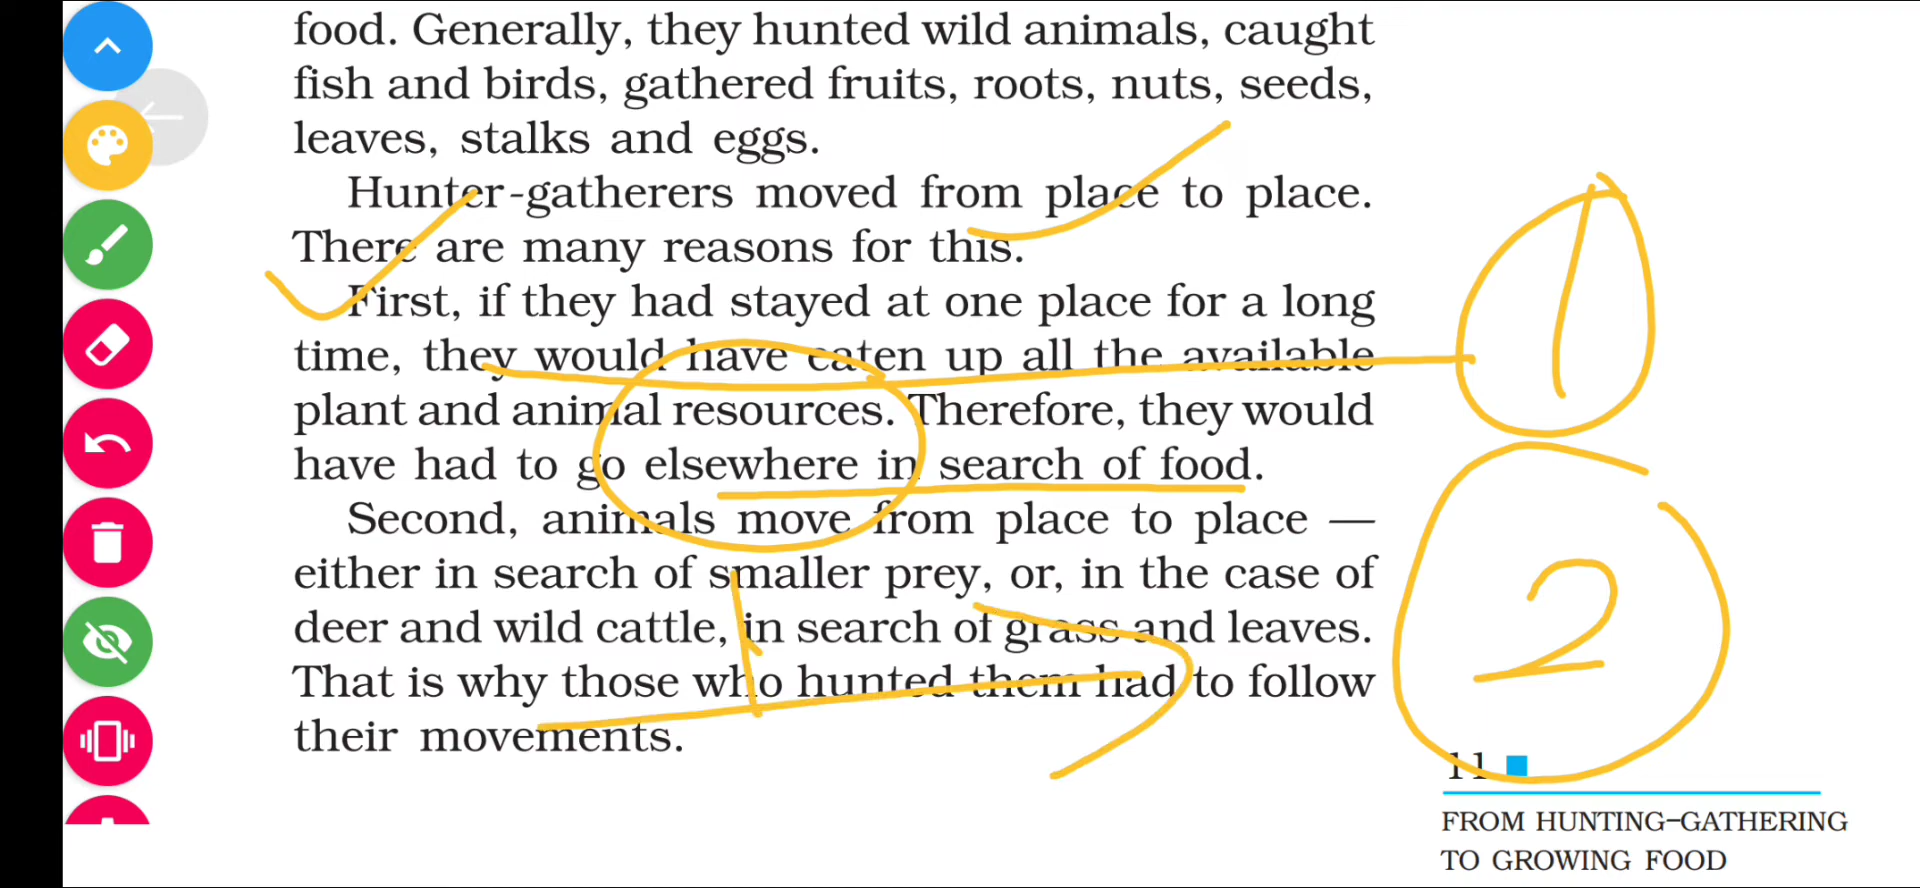 food. Generally, they hunted wild animals, caught
fish and birds, gathered fruits, roots, nuts, seeds,
leaves, stalks and eggs.
Hunter-gatherers moved from place to place.
There are many reasons for this.
First, if they had stayed at one place for a long
time, they would have eaten up all the available
plant and animal resources. Therefore, they would
have had to go elsewhere in search of food.
Second, animals move from place to place —
either in search of smaller prey, or, in the case of
deer and wild cattle, in search of grass and leaves.
That is why those who hunted them had to follow
their movements.
1
2
11
FROM HUNTING–GATHERING
TO GROWING FOOD